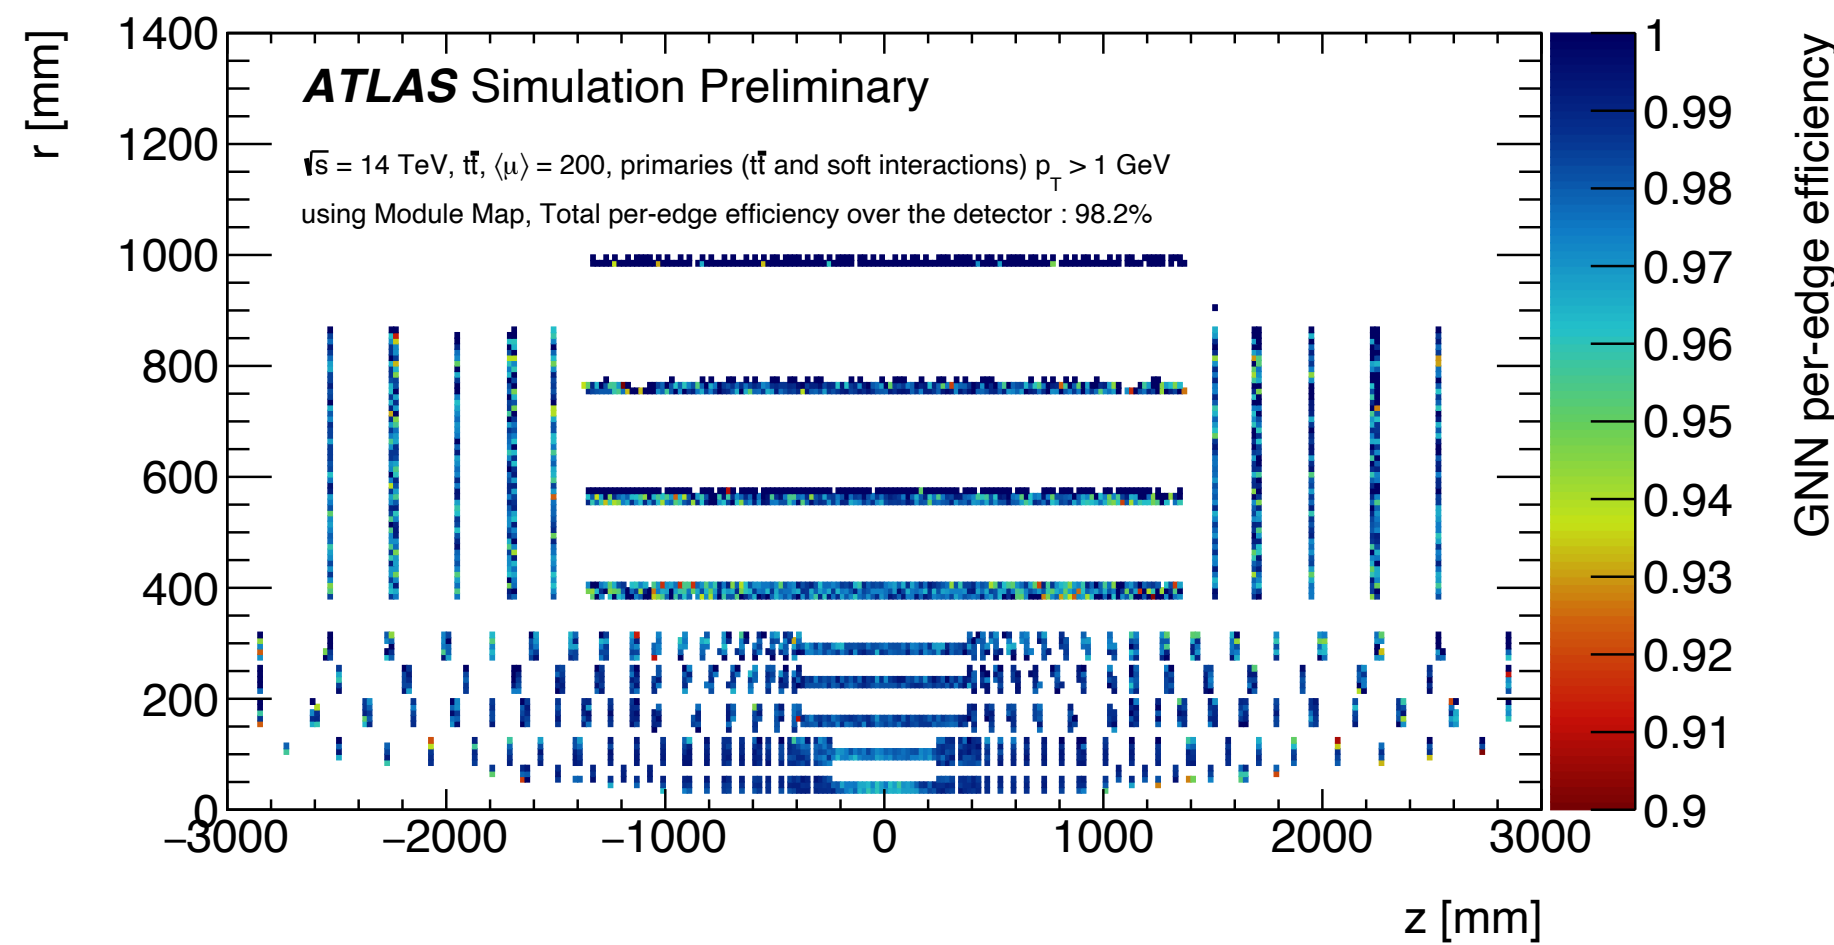 r [mm]
1400
1200
1000
800
600
400
200
0
ATLAS Simulation Preliminary
√s = 14 TeV, tt̄, ⟨μ⟩ = 200, primaries (tt̄ and soft interactions) p_T > 1 GeV
using Module Map, Total per-edge efficiency over the detector : 98.2%
−3000 −2000 −1000 0 1000 2000 3000
z [mm]
1
0.99
0.98
0.97
0.96
0.95
0.94
0.93
0.92
0.91
0.9
GNN per-edge efficiency